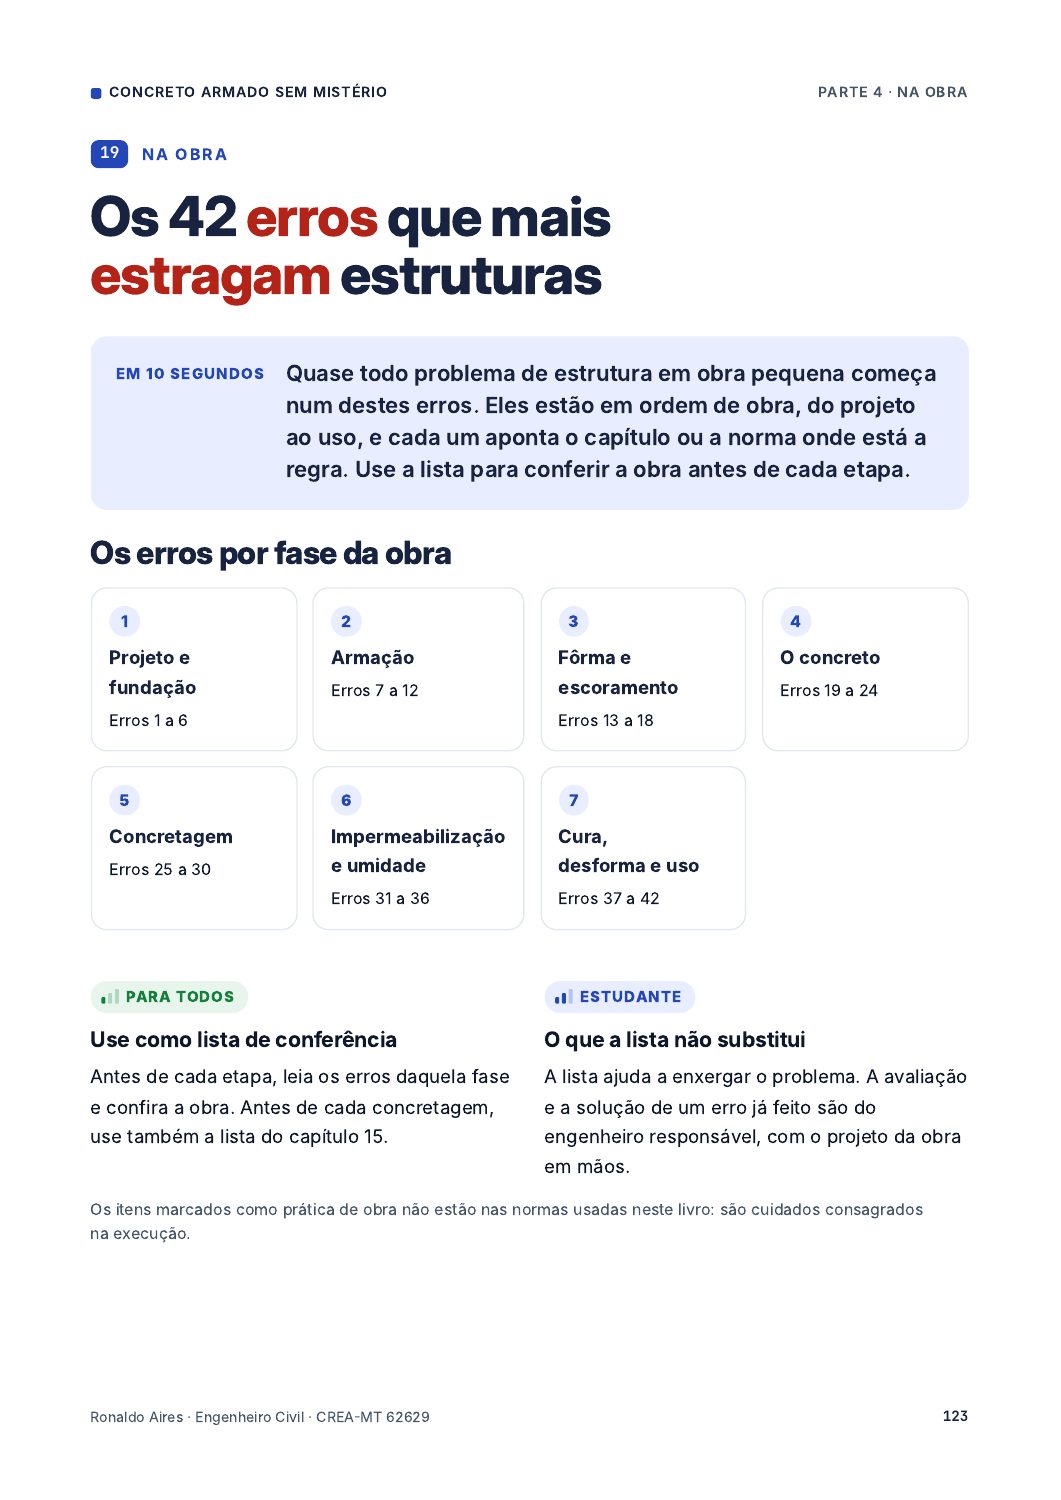 CONCRETO ARMADO SEM MISTÉRIO
PARTE 4 · NA OBRA
19 NA OBRA
Os 42 erros que mais
estragam estruturas
EM 10 SEGUNDOS
Quase todo problema de estrutura em obra pequena começa
num destes erros. Eles estão em ordem de obra, do projeto
ao uso, e cada um aponta o capítulo ou a norma onde está a
regra. Use a lista para conferir a obra antes de cada etapa.
Os erros por fase da obra
1
Projeto e
fundação
Erros 1 a 6
2
Armação
Erros 7 a 12
3
Fôrma e
escoramento
Erros 13 a 18
4
O concreto
Erros 19 a 24
5
Concretagem
Erros 25 a 30
6
Impermeabilização
e umidade
Erros 31 a 36
7
Cura,
desforma e uso
Erros 37 a 42
PARA TODOS
Use como lista de conferência
Antes de cada etapa, leia os erros daquela fase
e confira a obra. Antes de cada concretagem,
use também a lista do capítulo 15.
ESTUDANTE
O que a lista não substitui
A lista ajuda a enxergar o problema. A avaliação
e a solução de um erro já feito são do
engenheiro responsável, com o projeto da obra
em mãos.
Os itens marcados como prática de obra não estão nas normas usadas neste livro: são cuidados consagrados
na execução.
Ronaldo Aires · Engenheiro Civil · CREA-MT 62629
123